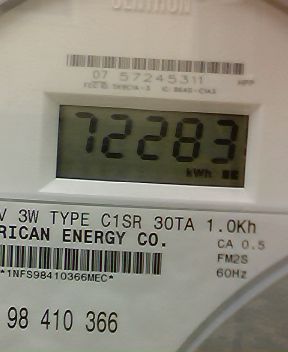 CENTRON
07 57245311
72283
kWh
V 3W TYPE C1SR 30TA 1.0Kh
RICAN ENERGY CO.
CA 0.5
FM2S
60Hz
*1NFS98410366MEC*
98 410 366